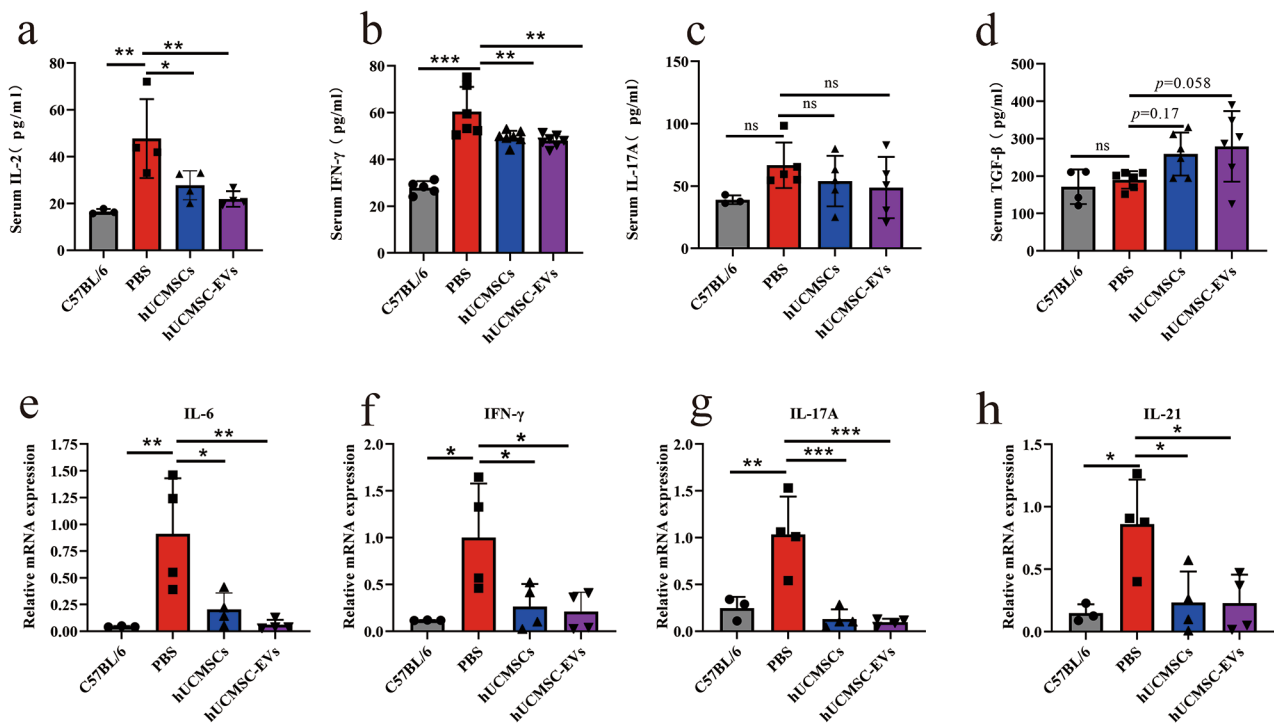 a
Serum IL-2（pg/ml）
80
60
40
20
0
**
**
*
C57BL/6
PBS
hUCMSCs
hUCMSC-EVs
b
Serum IFN-γ（pg/ml）
80
60
40
20
0
***
**
**
C57BL/6
PBS
hUCMSCs
hUCMSC-EVs
c
Serum IL-17A（pg/ml）
150
100
50
0
ns
ns
ns
C57BL/6
PBS
hUCMSCs
hUCMSC-EVs
d
Serum TGF-β（pg/ml）
500
400
300
200
100
0
p=0.058
p=0.17
ns
C57BL/6
PBS
hUCMSCs
hUCMSC-EVs
e
IL-6
Relative mRNA expression
1.75
1.50
1.25
1.00
0.75
0.50
0.25
0.00
**
**
*
C57BL/6
PBS
hUCMSCs
hUCMSC-EVs
f
IFN-γ
Relative mRNA expression
2.0
1.5
1.0
0.5
0.0
*
*
*
C57BL/6
PBS
hUCMSCs
hUCMSC-EVs
g
IL-17A
Relative mRNA expression
2.0
1.5
1.0
0.5
0.0
***
***
**
C57BL/6
PBS
hUCMSCs
hUCMSC-EVs
h
IL-21
Relative mRNA expression
1.5
1.0
0.5
0.0
*
*
*
C57BL/6
PBS
hUCMSCs
hUCMSC-EVs